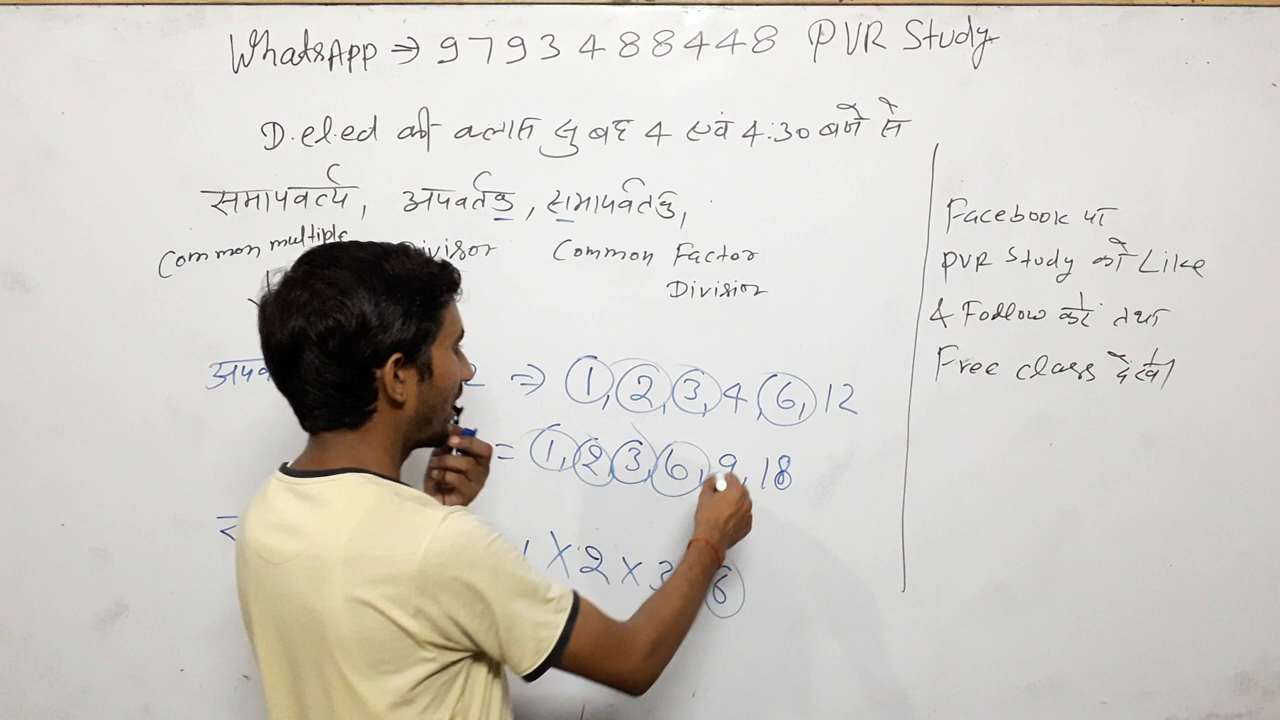 WhatsApp ⇒ 9793488448 PVR Study
D.el.ed की क्लास सुबह 4 एवं 4:30 बजे से
समापवर्त्य, अपवर्तक, समापवर्तक,
Common multiple Divisor Common Factor
Division
⇒ 1, 2, 3, 4, 6, 12
= 1, 2, 3, 6, 9, 18
X 2 x 3 6
Facebook पर
PVR Study को Like
& Follow करें तथा
Free class देखें